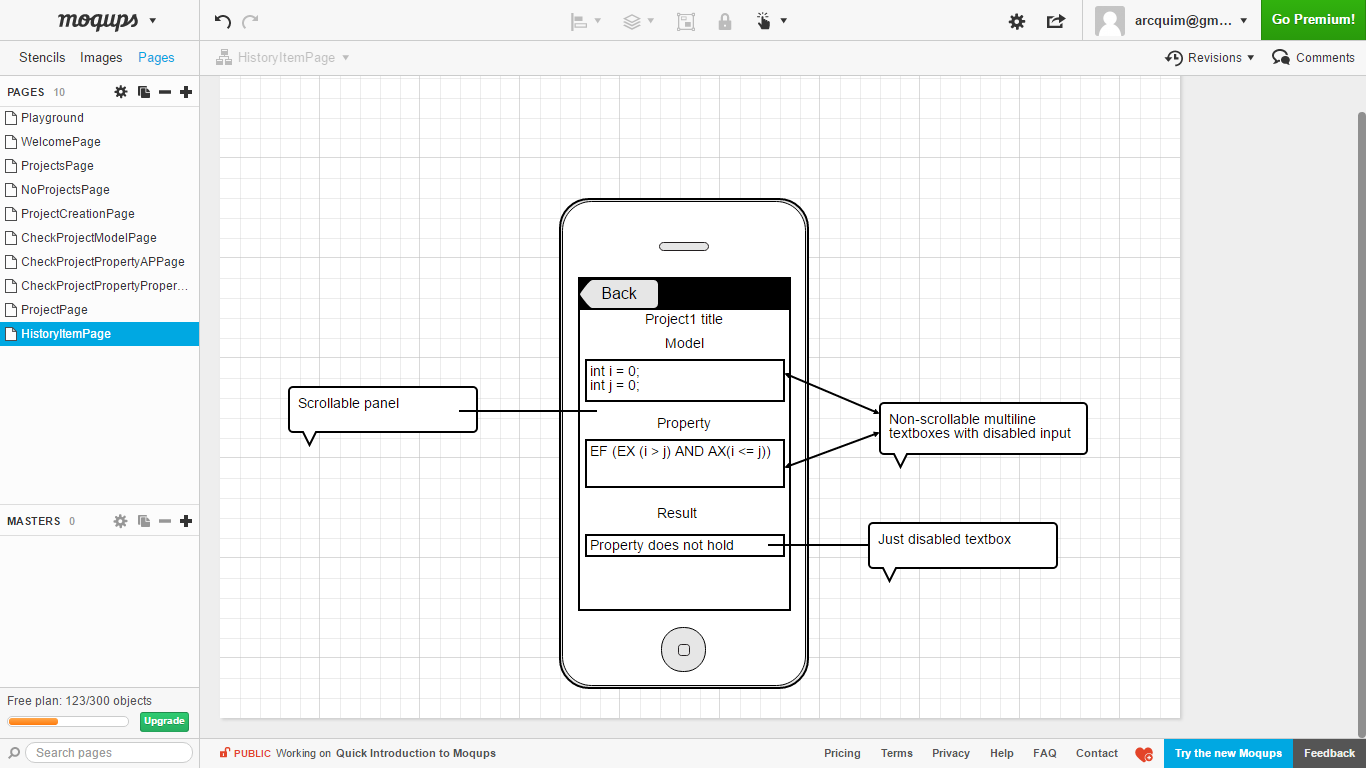 moqups
arcquim@gm...
Go Premium!
Stencils Images Pages
HistoryItemPage
Revisions
Comments
PAGES 10
Playground
WelcomePage
ProjectsPage
NoProjectsPage
ProjectCreationPage
CheckProjectModelPage
CheckProjectPropertyAPPage
CheckProjectPropertyProper...
ProjectPage
HistoryItemPage
MASTERS 0
Free plan: 123/300 objects
Upgrade
Search pages
Back
Project1 title
Model
int i = 0;
int j = 0;
Property
EF (EX (i > j) AND AX(i <= j))
Result
Property does not hold
Scrollable panel
Non-scrollable multiline
textboxes with disabled input
Just disabled textbox
PUBLIC Working on Quick Introduction to Moqups
Pricing Terms Privacy Help FAQ Contact
Try the new Moqups
Feedback